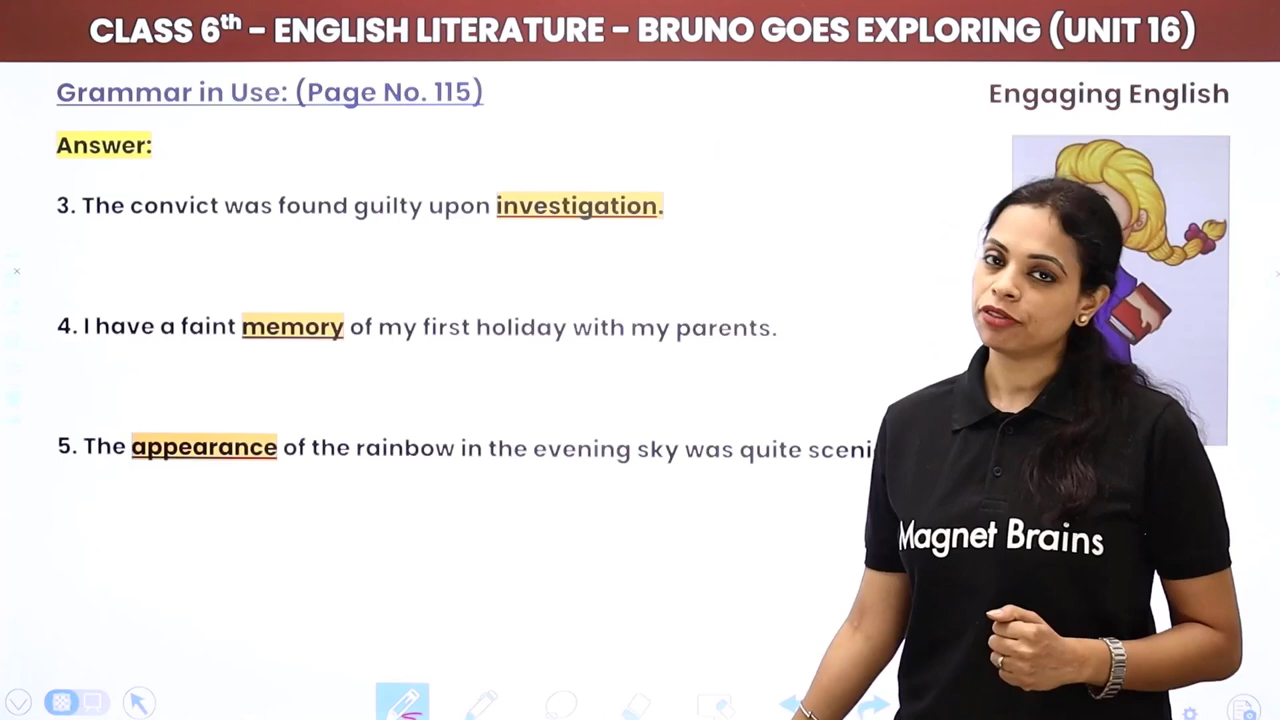 CLASS 6th – ENGLISH LITERATURE – BRUNO GOES EXPLORING (UNIT 16)
Grammar in Use: (Page No. 115)
Engaging English
Answer:
3. The convict was found guilty upon investigation.
4. I have a faint memory of my first holiday with my parents.
5. The appearance of the rainbow in the evening sky was quite
Magnet Brains